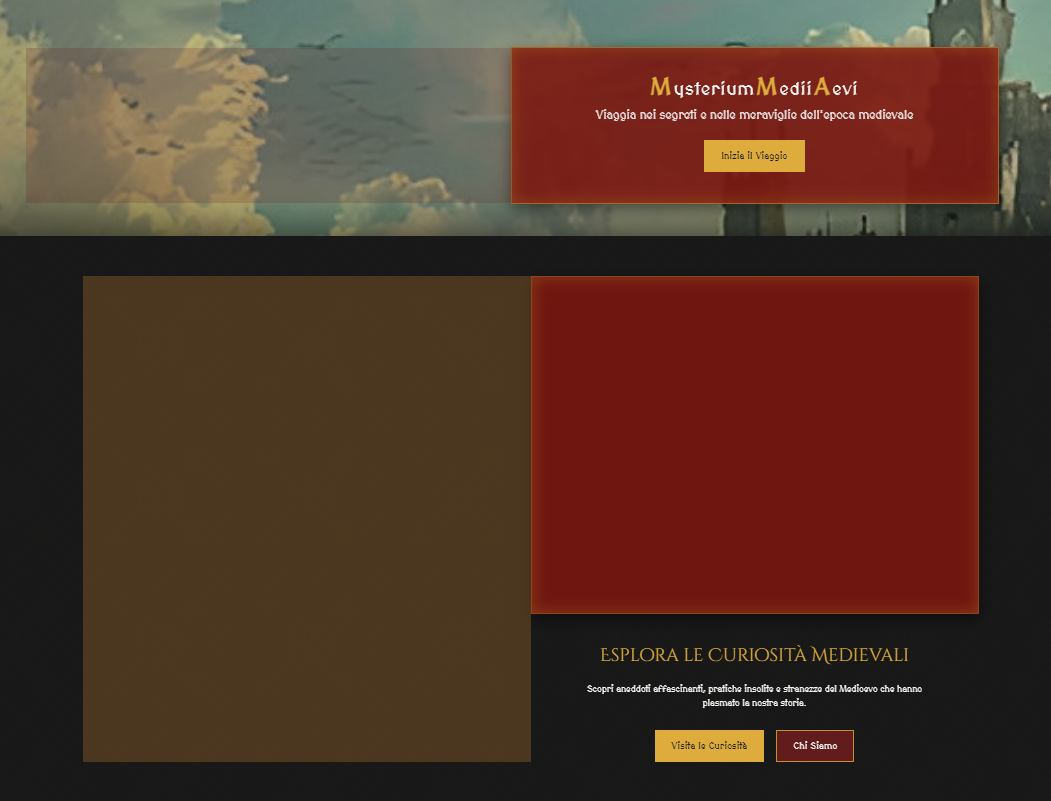 MysteriumMediiAevi
Viaggia nei segreti e nelle meraviglie dell'epoca medievale
Inizia il Viaggio
Esplora le Curiosità Medievali
Scopri aneddoti affascinanti, pratiche insolite e stranezze del Medioevo che hanno
plasmato la nostra storia.
Visita le Curiosità
Chi Siamo